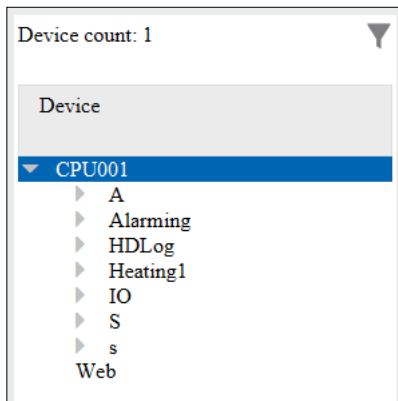 Device count: 1
Device
CPU001
A
Alarming
HDLog
Heating1
IO
S
s
Web